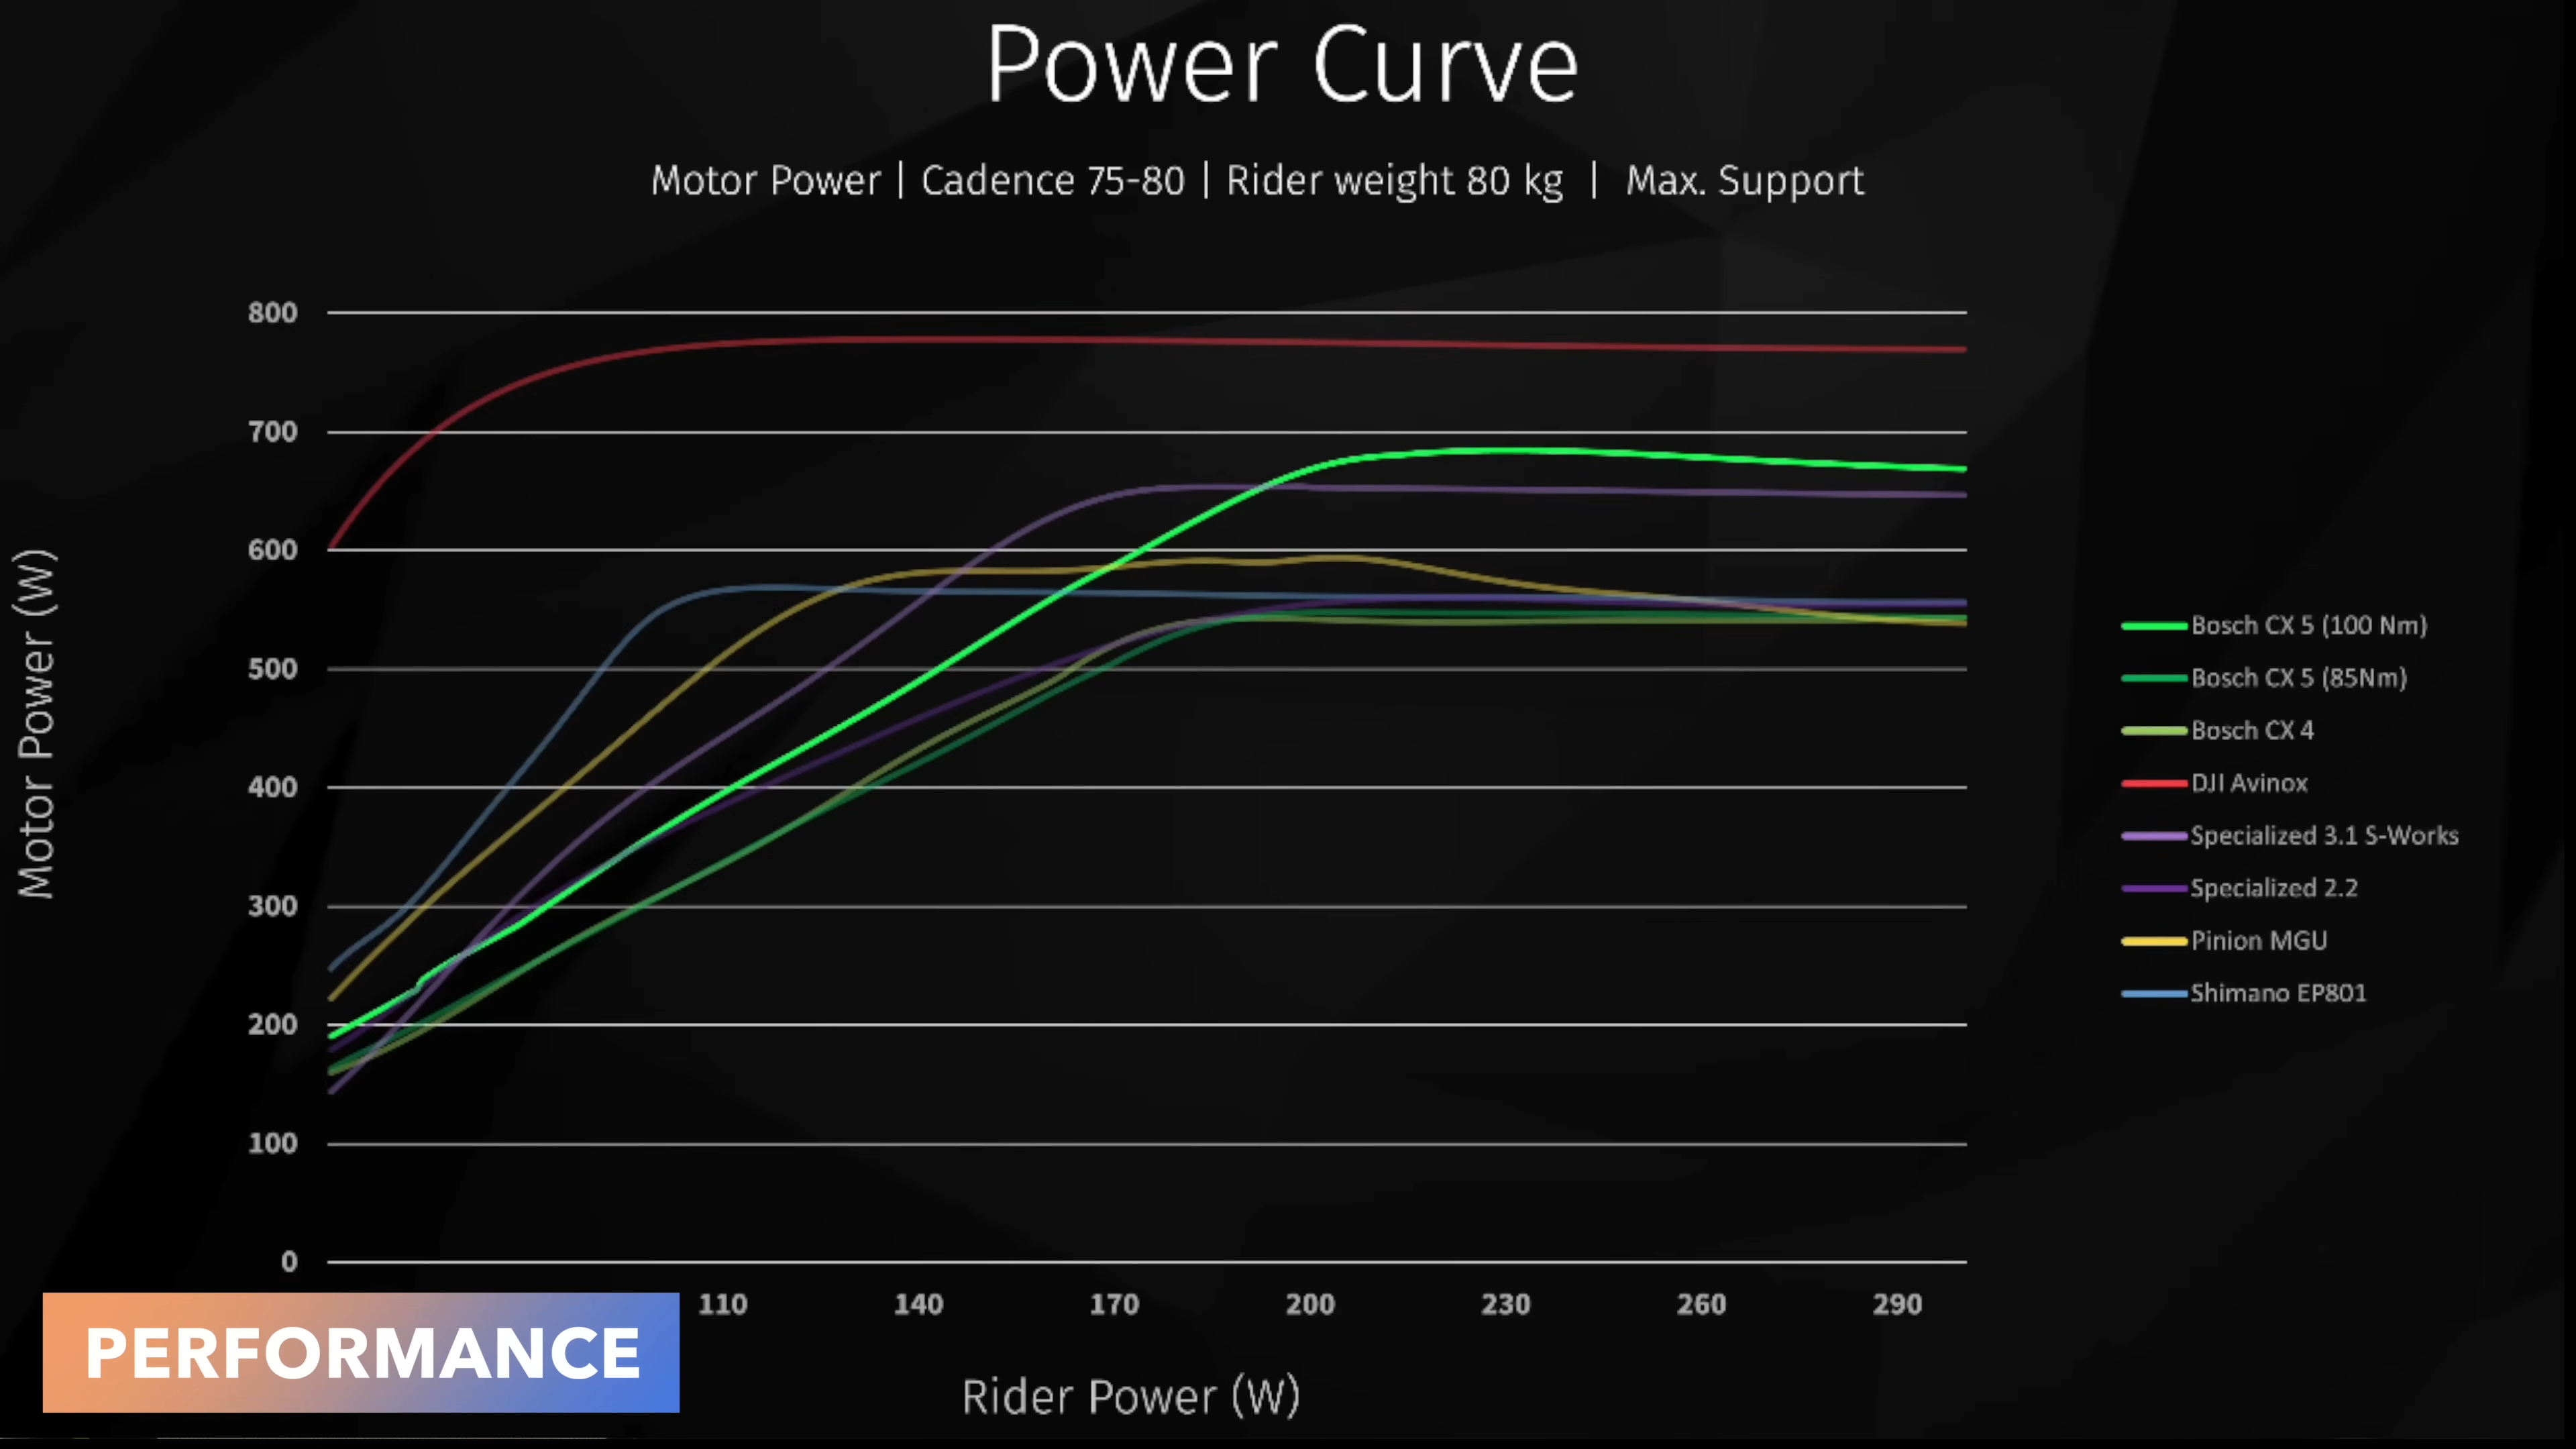 Power Curve
Motor Power | Cadence 75-80 | Rider weight 80 kg | Max. Support
800
700
600
500
400
300
200
100
0
Motor Power (W)
110 140 170 200 230 260 290
Rider Power (W)
Bosch CX 5 (100 Nm)
Bosch CX 5 (85Nm)
Bosch CX 4
DJI Avinox
Specialized 3.1 S-Works
Specialized 2.2
Pinion MGU
Shimano EP801
PERFORMANCE